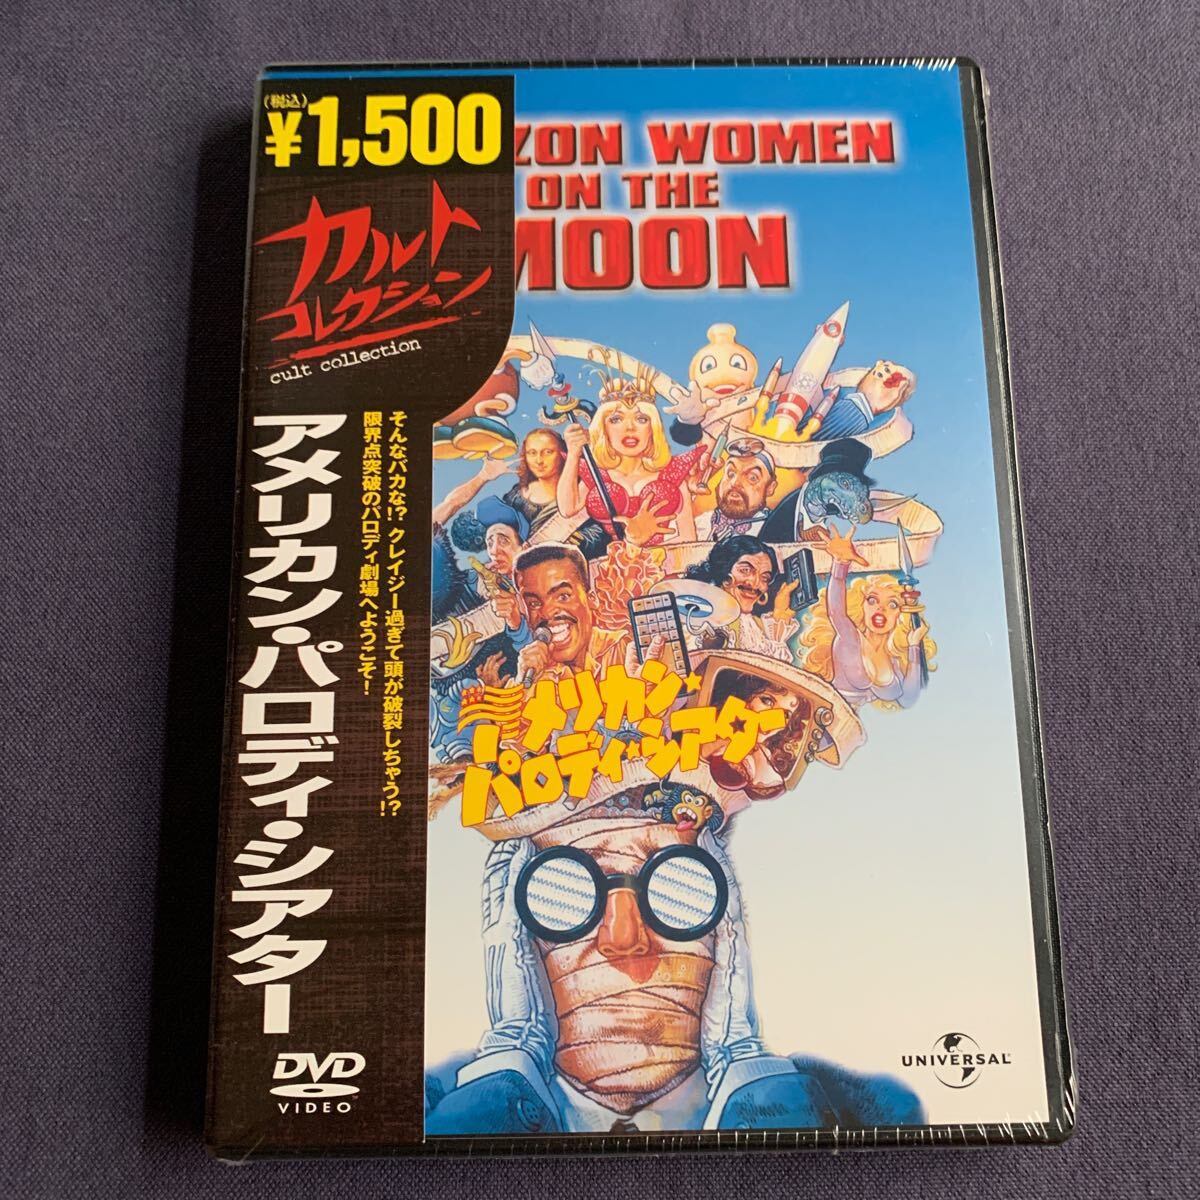 (税込)
¥1,500
カルト
コレクション
cult collection
そんなバカな!? クレイジー過ぎて頭が破裂しちゃう!?
限界点突破のパロディ劇場へようこそ!
アメリカン・パロディ・シアター
DVD
VIDEO
ZON WOMEN
ON THE
MOON
メリカン・
パロディ・シアター
UNIVERSAL